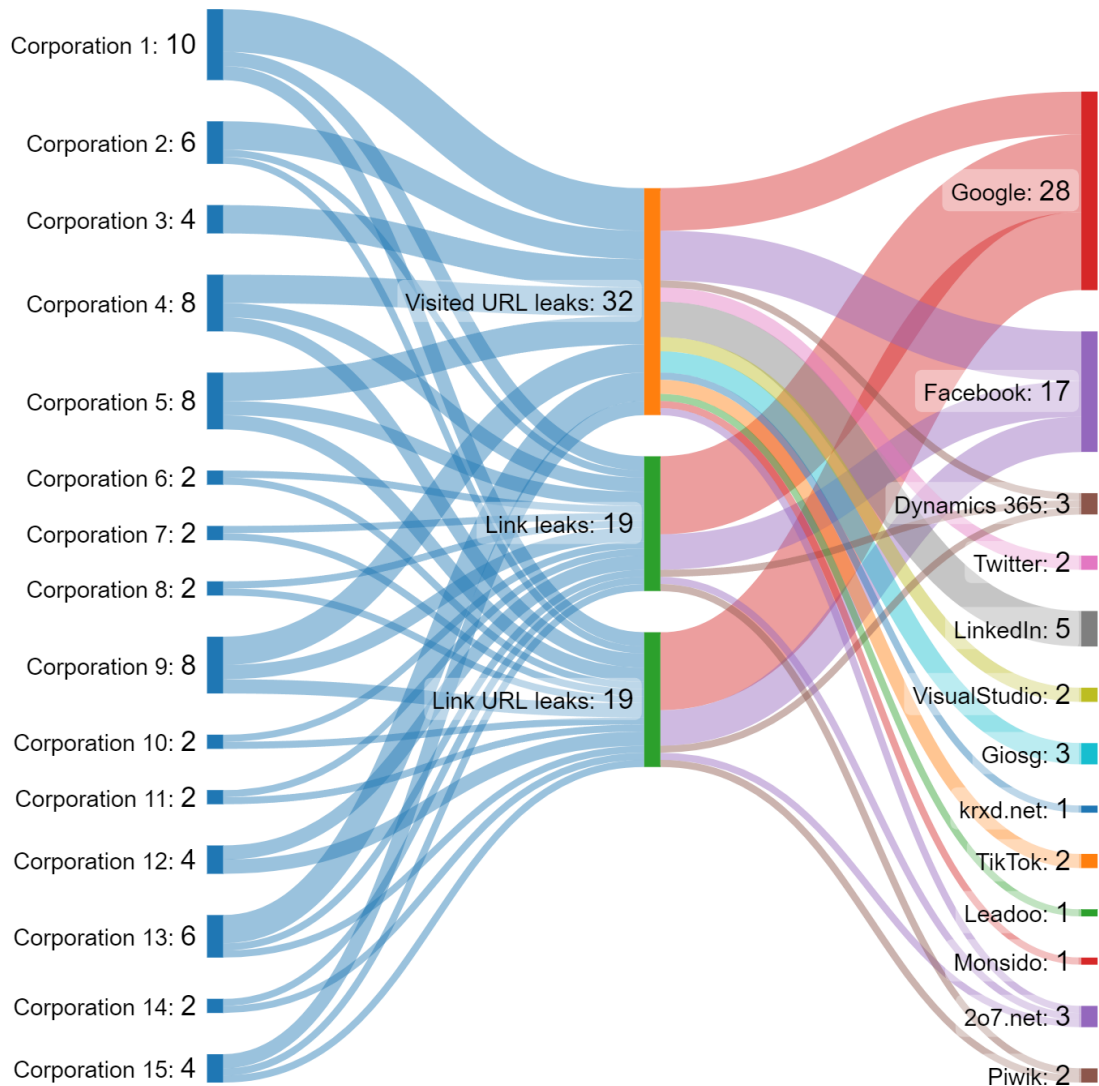 Corporation 1: 10
Corporation 2: 6
Corporation 3: 4
Corporation 4: 8
Corporation 5: 8
Corporation 6: 2
Corporation 7: 2
Corporation 8: 2
Corporation 9: 8
Corporation 10: 2
Corporation 11: 2
Corporation 12: 4
Corporation 13: 6
Corporation 14: 2
Corporation 15: 4
Visited URL leaks: 32
Link leaks: 19
Link URL leaks: 19
Google: 28
Facebook: 17
Dynamics 365: 3
Twitter: 2
LinkedIn: 5
VisualStudio: 2
Giosg: 3
krxd.net: 1
TikTok: 2
Leadoo: 1
Monsido: 1
2o7.net: 3
Piwik: 2